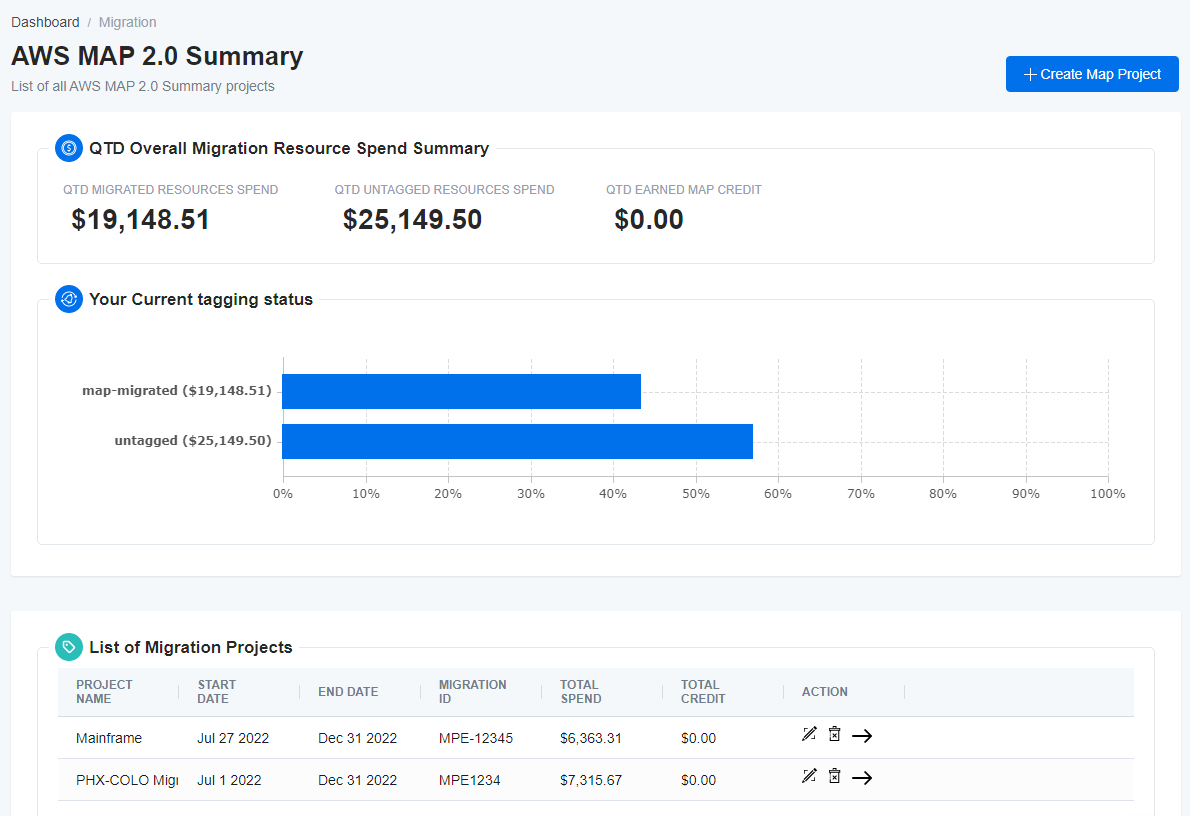 Dashboard / Migration
AWS MAP 2.0 Summary
List of all AWS MAP 2.0 Summary projects
Create Map Project
QTD Overall Migration Resource Spend Summary
QTD MIGRATED RESOURCES SPEND QTD UNTAGGED RESOURCES SPEND QTD EARNED MAP CREDIT
$19,148.51 $25,149.50 $0.00
Your Current tagging status
map-migrated ($19,148.51)
untagged ($25,149.50)
0% 10% 20% 30% 40% 50% 60% 70% 80% 90% 100%
List of Migration Projects
PROJECT NAME START DATE END DATE MIGRATION ID TOTAL SPEND TOTAL CREDIT ACTION
Mainframe Jul 27 2022 Dec 31 2022 MPE-12345 $6,363.31 $0.00
PHX-COLO Migr Jul 1 2022 Dec 31 2022 MPE1234 $7,315.67 $0.00